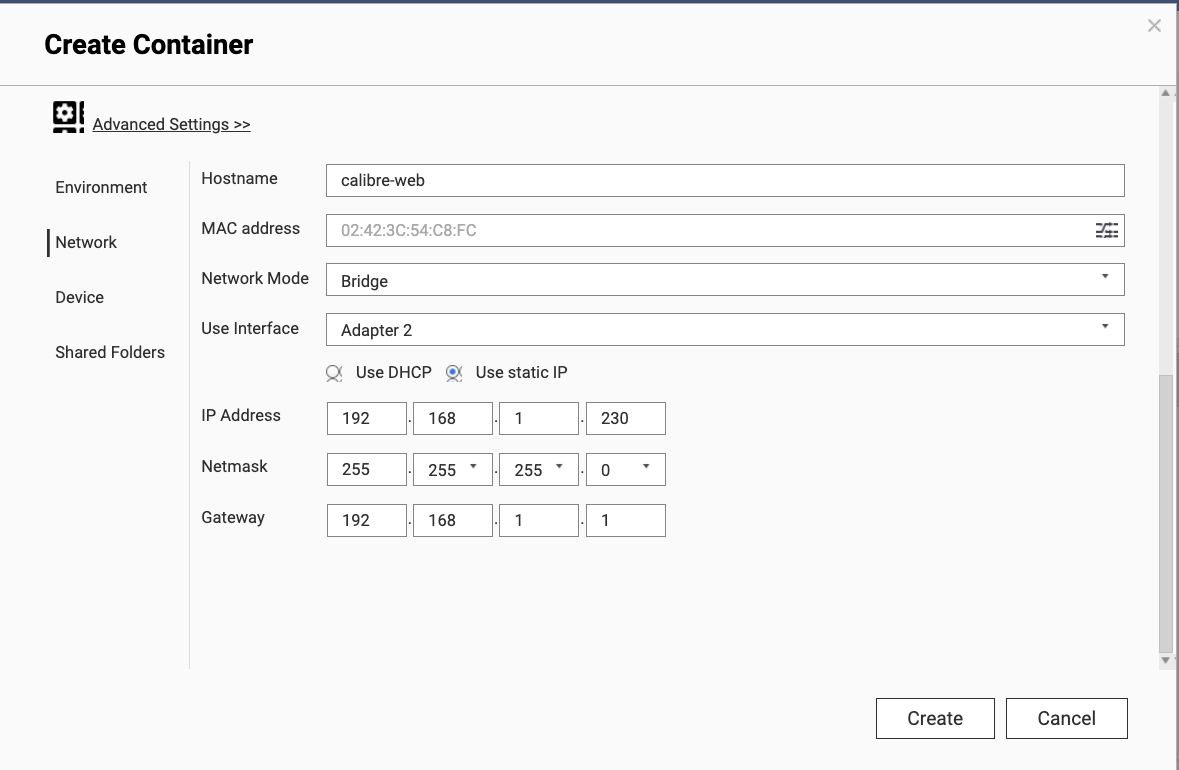 Create Container
Advanced Settings >>
Environment
Network
Device
Shared Folders
Hostname calibre-web
MAC address 02:42:3C:54:C8:FC
Network Mode Bridge
Use Interface Adapter 2
Use DHCP Use static IP
IP Address 192 . 168 . 1 . 230
Netmask 255 . 255 . 255 . 0
Gateway 192 . 168 . 1 . 1
Create Cancel